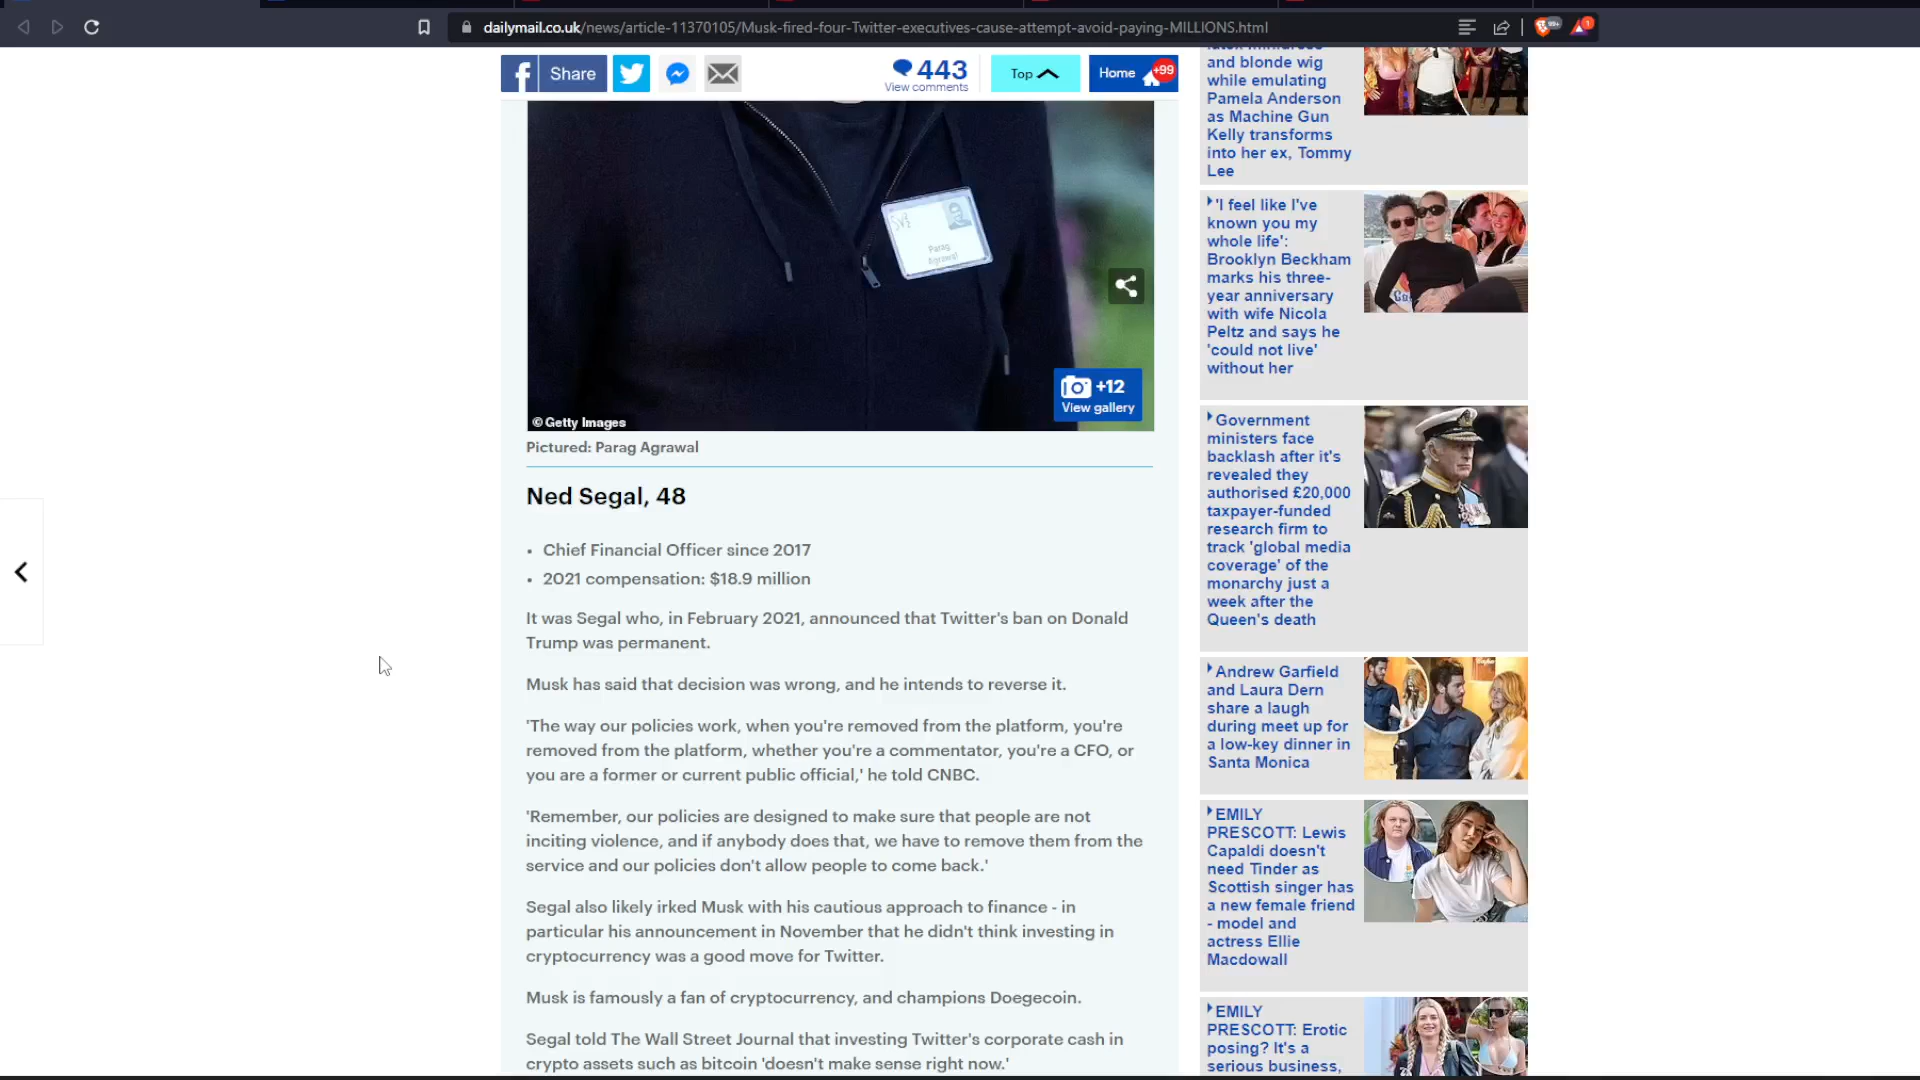 dailymail.co.uk/news/article-11370105/Musk-fired-four-Twitter-executives-cause-attempt-avoid-paying-MILLIONS.html
99+
1
Share
443
View comments
Top
Home
+99
Parag
Agrawal
+12
View gallery
© Getty Images
Pictured: Parag Agrawal
Ned Segal, 48
• Chief Financial Officer since 2017
• 2021 compensation: $18.9 million
It was Segal who, in February 2021, announced that Twitter's ban on Donald
Trump was permanent.
Musk has said that decision was wrong, and he intends to reverse it.
'The way our policies work, when you're removed from the platform, you're
removed from the platform, whether you're a commentator, you're a CFO, or
you are a former or current public official,' he told CNBC.
'Remember, our policies are designed to make sure that people are not
inciting violence, and if anybody does that, we have to remove them from the
service and our policies don't allow people to come back.'
Segal also likely irked Musk with his cautious approach to finance - in
particular his announcement in November that he didn't think investing in
cryptocurrency was a good move for Twitter.
Musk is famously a fan of cryptocurrency, and champions Doegecoin.
Segal told The Wall Street Journal that investing Twitter's corporate cash in
crypto assets such as bitcoin 'doesn't make sense right now.'
and blonde wig
while emulating
Pamela Anderson
as Machine Gun
Kelly transforms
into her ex, Tommy
Lee
'I feel like I've
known you my
whole life':
Brooklyn Beckham
marks his three-
year anniversary
with wife Nicola
Peltz and says he
'could not live'
without her
Government
ministers face
backlash after it's
revealed they
authorised £20,000
taxpayer-funded
research firm to
track 'global media
coverage' of the
monarchy just a
week after the
Queen's death
Andrew Garfield
and Laura Dern
share a laugh
during meet up for
a low-key dinner in
Santa Monica
EMILY
PRESCOTT: Lewis
Capaldi doesn't
need Tinder as
Scottish singer has
a new female friend
- model and
actress Ellie
Macdowall
EMILY
PRESCOTT: Erotic
posing? It's a
serious business,